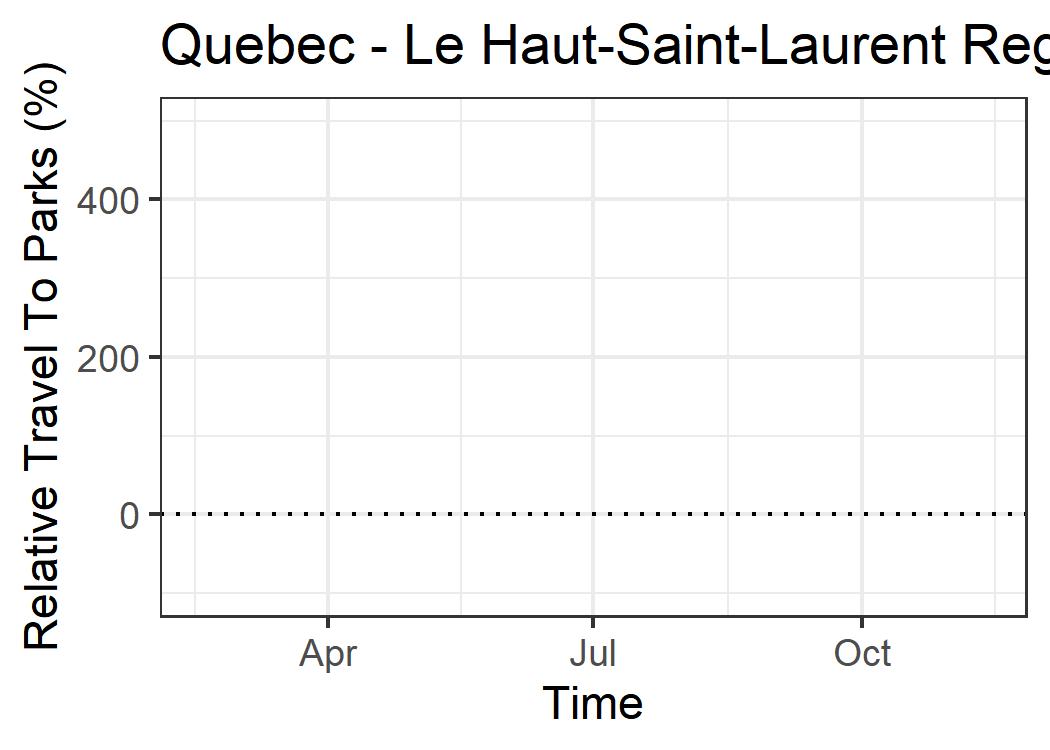 Quebec - Le Haut-Saint-Laurent Reg
Relative Travel To Parks (%)
400
200
0
Apr Jul Oct
Time